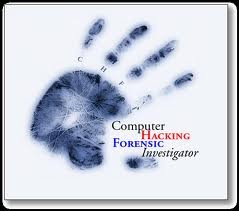 C H F I
Computer
HACKING
FORENSIC
Investigator